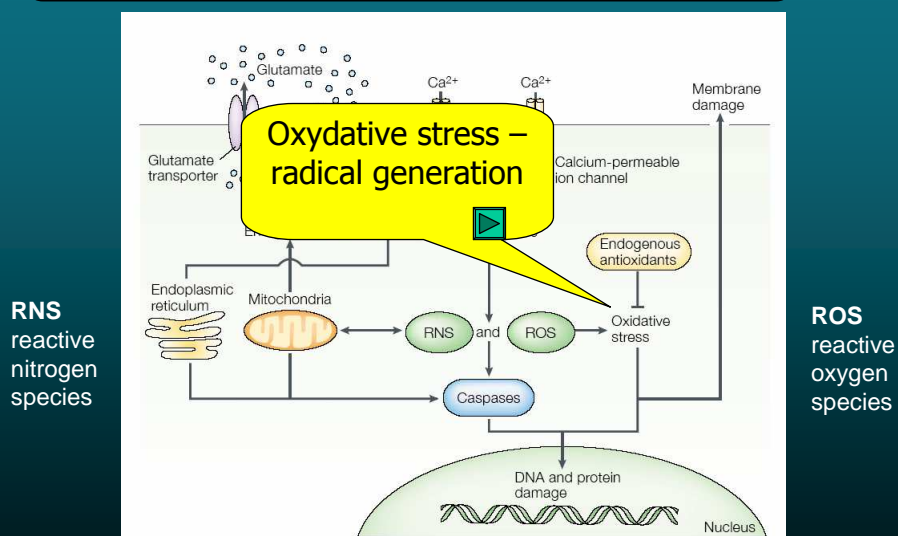 Glutamate
Ca2+
Ca2+
Membrane
damage
Oxydative stress –
radical generation
Glutamate
transporter
Calcium-permeable
ion channel
Endogenous
antioxidants
Endoplasmic
reticulum
Mitochondria
RNS
and
ROS
Oxidative
stress
RNS
reactive
nitrogen
species
ROS
reactive
oxygen
species
Caspases
DNA and protein
damage
Nucleus